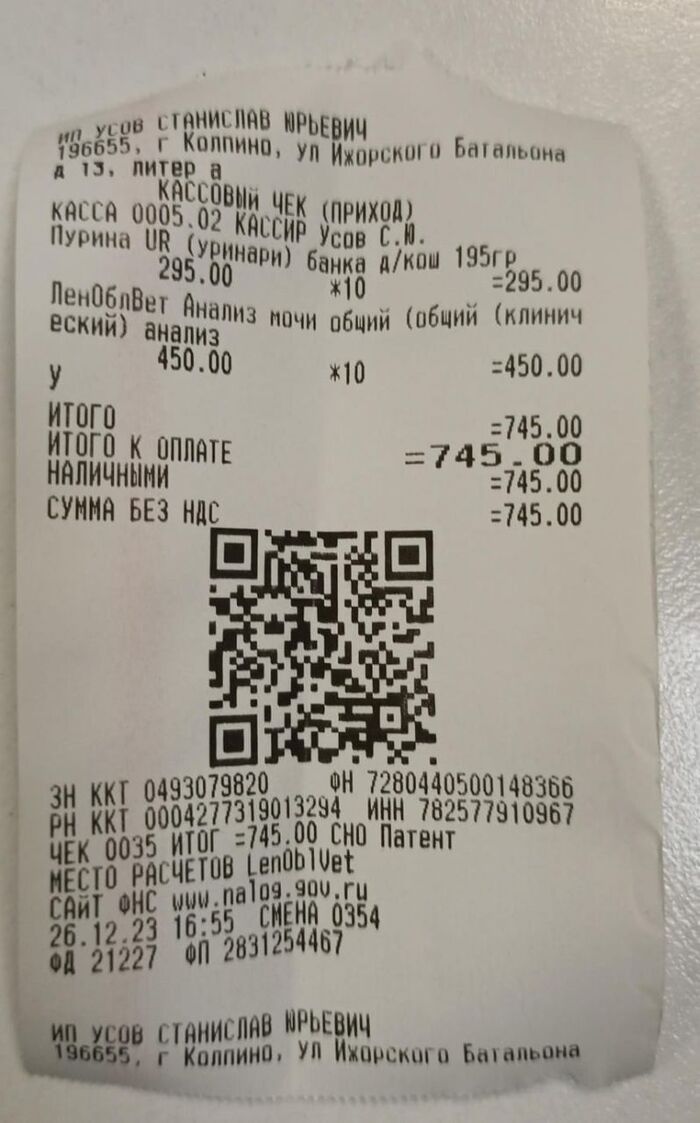 ИП УСОВ СТАНИСЛАВ ЮРЬЕВИЧ
196655, г Колпино, ул Ижорского Батальона
д 13, литер а
КАССОВЫЙ ЧЕК (ПРИХОД)
КАССА 0005.02 КАССИР Усов С.Ю.
Пурина UR (уринари) банка д/кош 195гр
295.00 *10 =295.00
ЛенОблВет Анализ мочи общий (общий (клинич
еский) анализ
450.00 *10 =450.00
У
ИТОГО =745.00
ИТОГО К ОПЛАТЕ =745.00
НАЛИЧНЫМИ =745.00
СУММА БЕЗ НДС =745.00
ЗН ККТ 0493079820 ФН 7280440500148366
РН ККТ 0004277319013294 ИНН 782577910967
ЧЕК 0035 ИТОГ =745.00 СНО Патент
МЕСТО РАСЧЕТОВ LenOblVet
САЙТ ФНС www.nalog.gov.ru
26.12.23 16:55 СМЕНА 0354
ФД 21227 ФП 2831254467
ИП УСОВ СТАНИСЛАВ ЮРЬЕВИЧ
196655, г Колпино, ул Ижорского Батальона